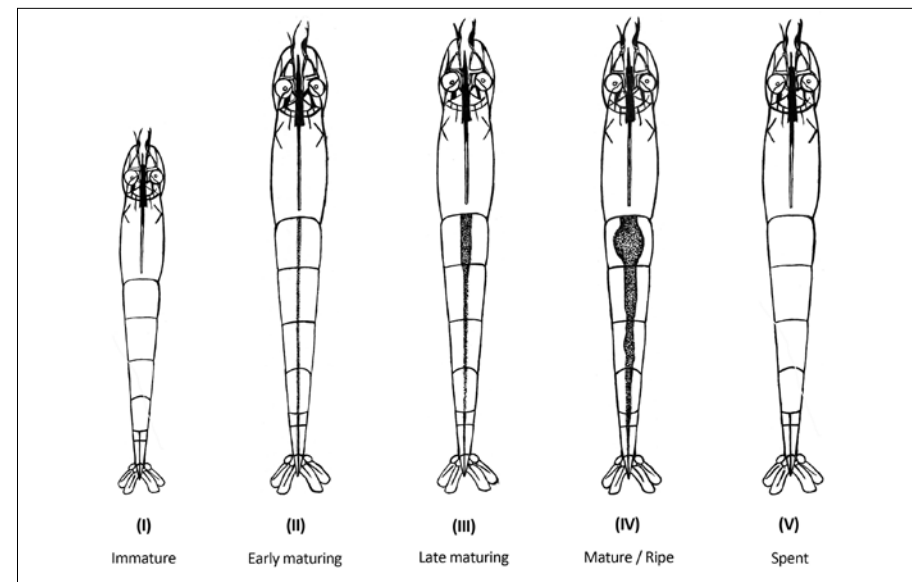 (I) (II) (III) (IV) (V)
Immature Early maturing Late maturing Mature / Ripe Spent